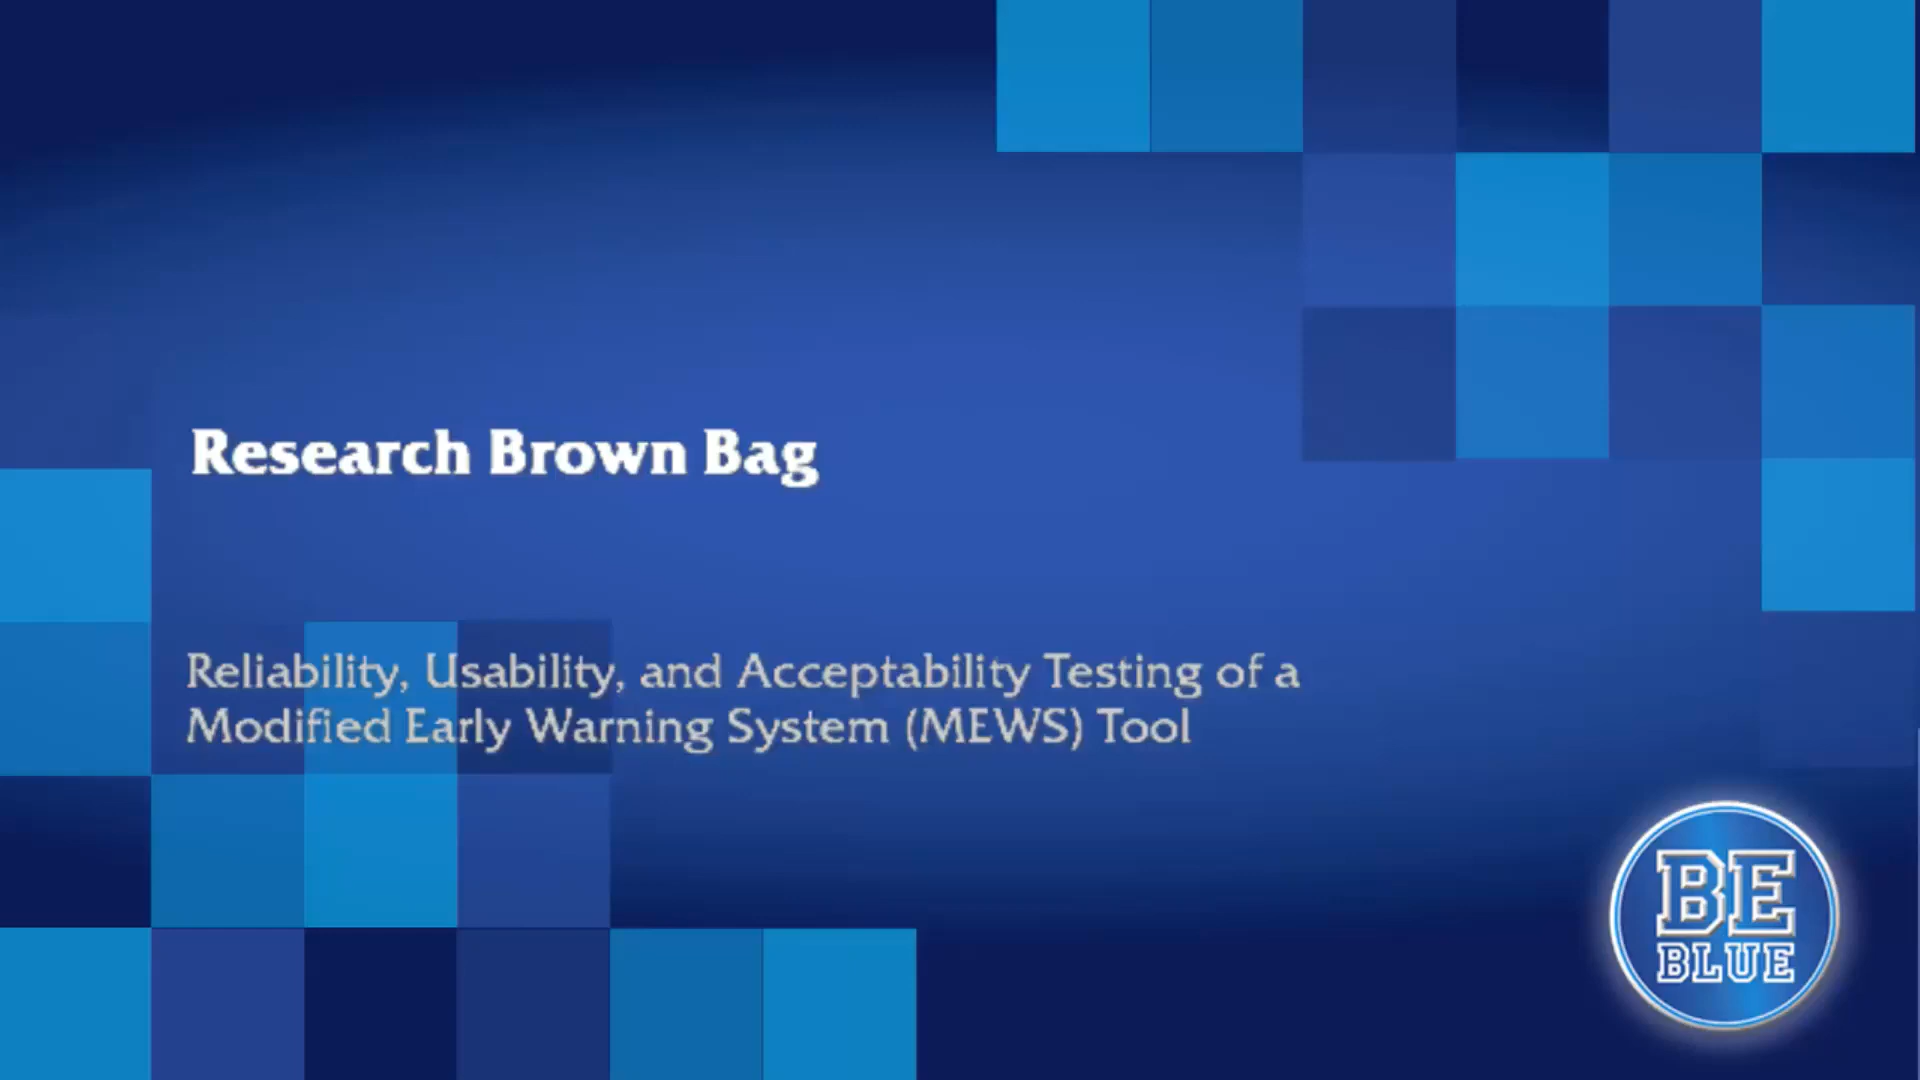 Research Brown Bag
Reliability, Usability, and Acceptability Testing of a
Modified Early Warning System (MEWS) Tool
BE
BLUE